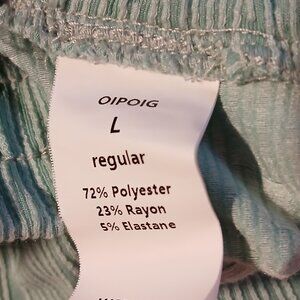 OIPOIG
L
regular
72% Polyester
23% Rayon
5% Elastane